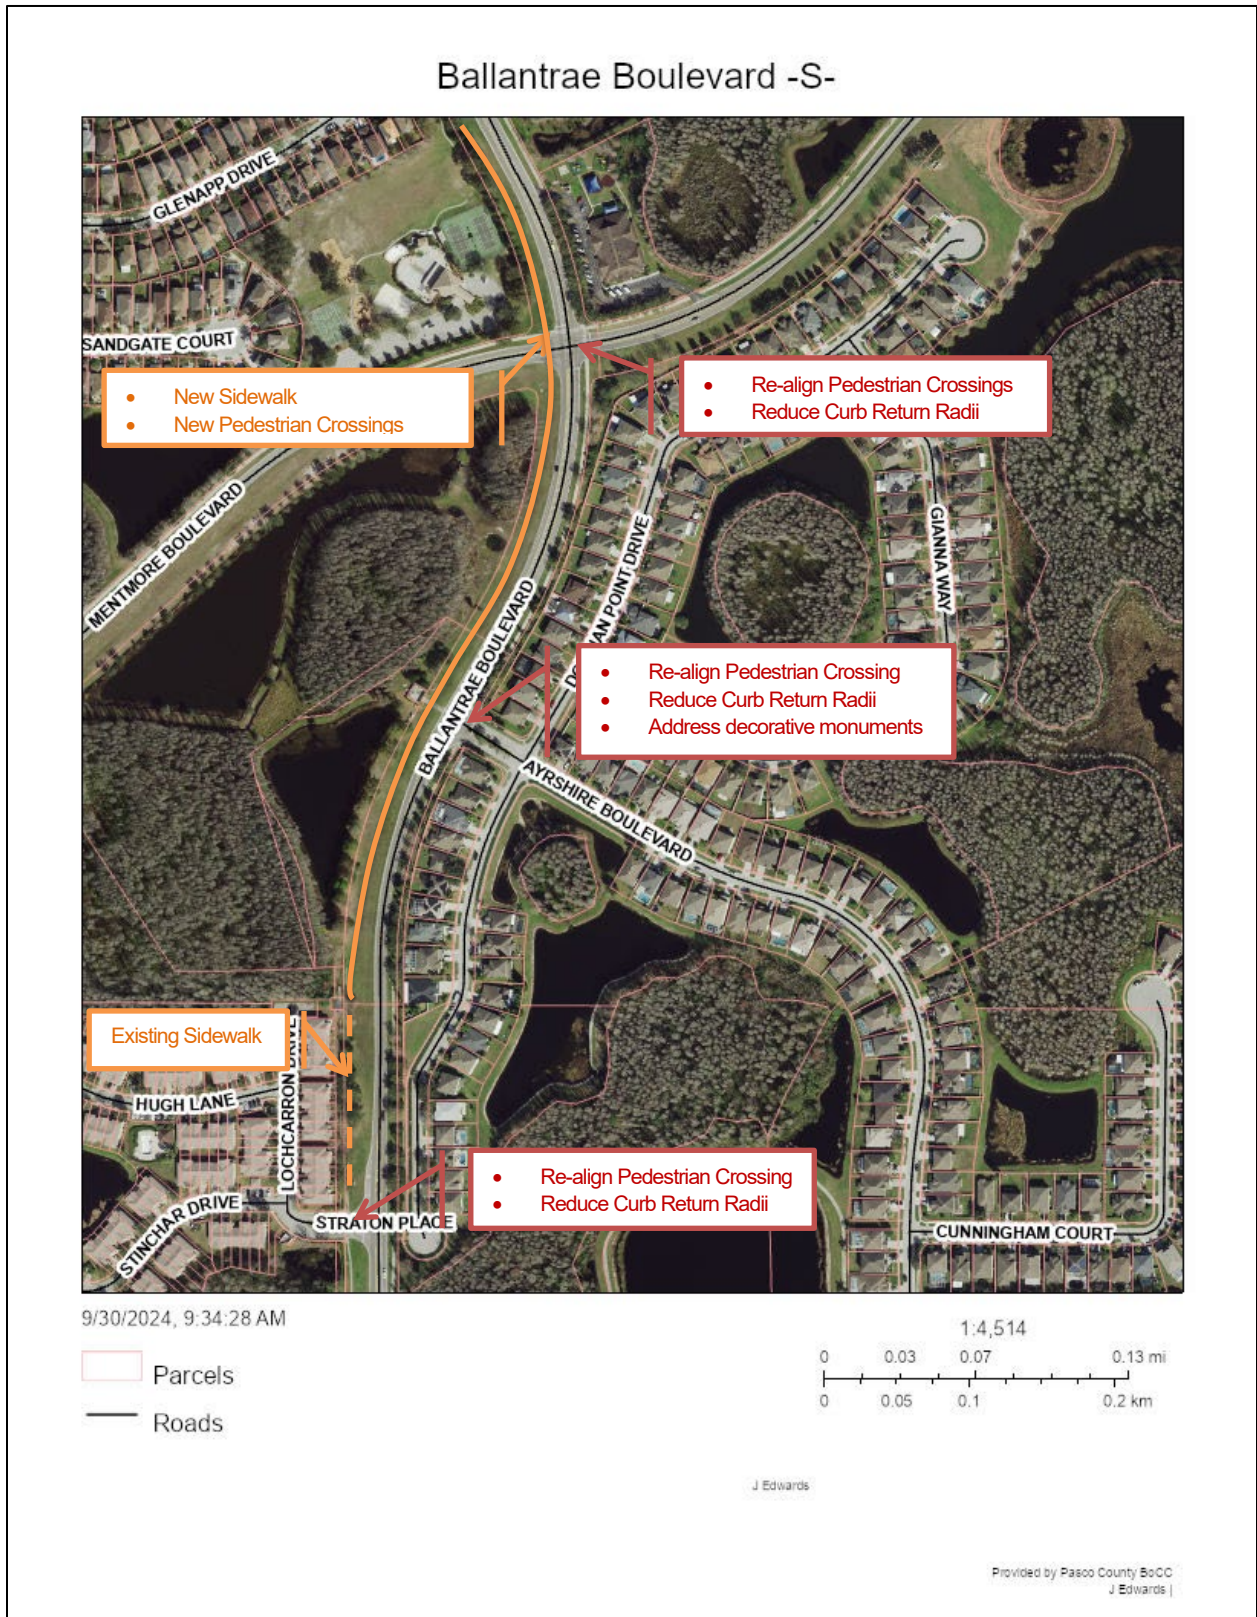 Ballantrae Boulevard -S-
GLENAPP DRIVE
SANDGATE COURT
• New Sidewalk
• New Pedestrian Crossings
• Re-align Pedestrian Crossings
• Reduce Curb Return Radii
MENTMORE BOULEVARD
GIANNA WAY
POINT DRIVE
BALLANTRAE BOULEVARD
• Re-align Pedestrian Crossing
• Reduce Curb Return Radii
• Address decorative monuments
AYRSHIRE BOULEVARD
Existing Sidewalk
HUGH LANE
LOCHCARRON DRIVE
STINCHAR DRIVE
• Re-align Pedestrian Crossing
• Reduce Curb Return Radii
STRATON PLACE
CUNNINGHAM COURT
9/30/2024, 9:34:28 AM
Parcels
Roads
1:4,514
0 0.03 0.07 0.13 mi
0 0.05 0.1 0.2 km
J Edwards
Provided by Pasco County BoCC
J Edwards |